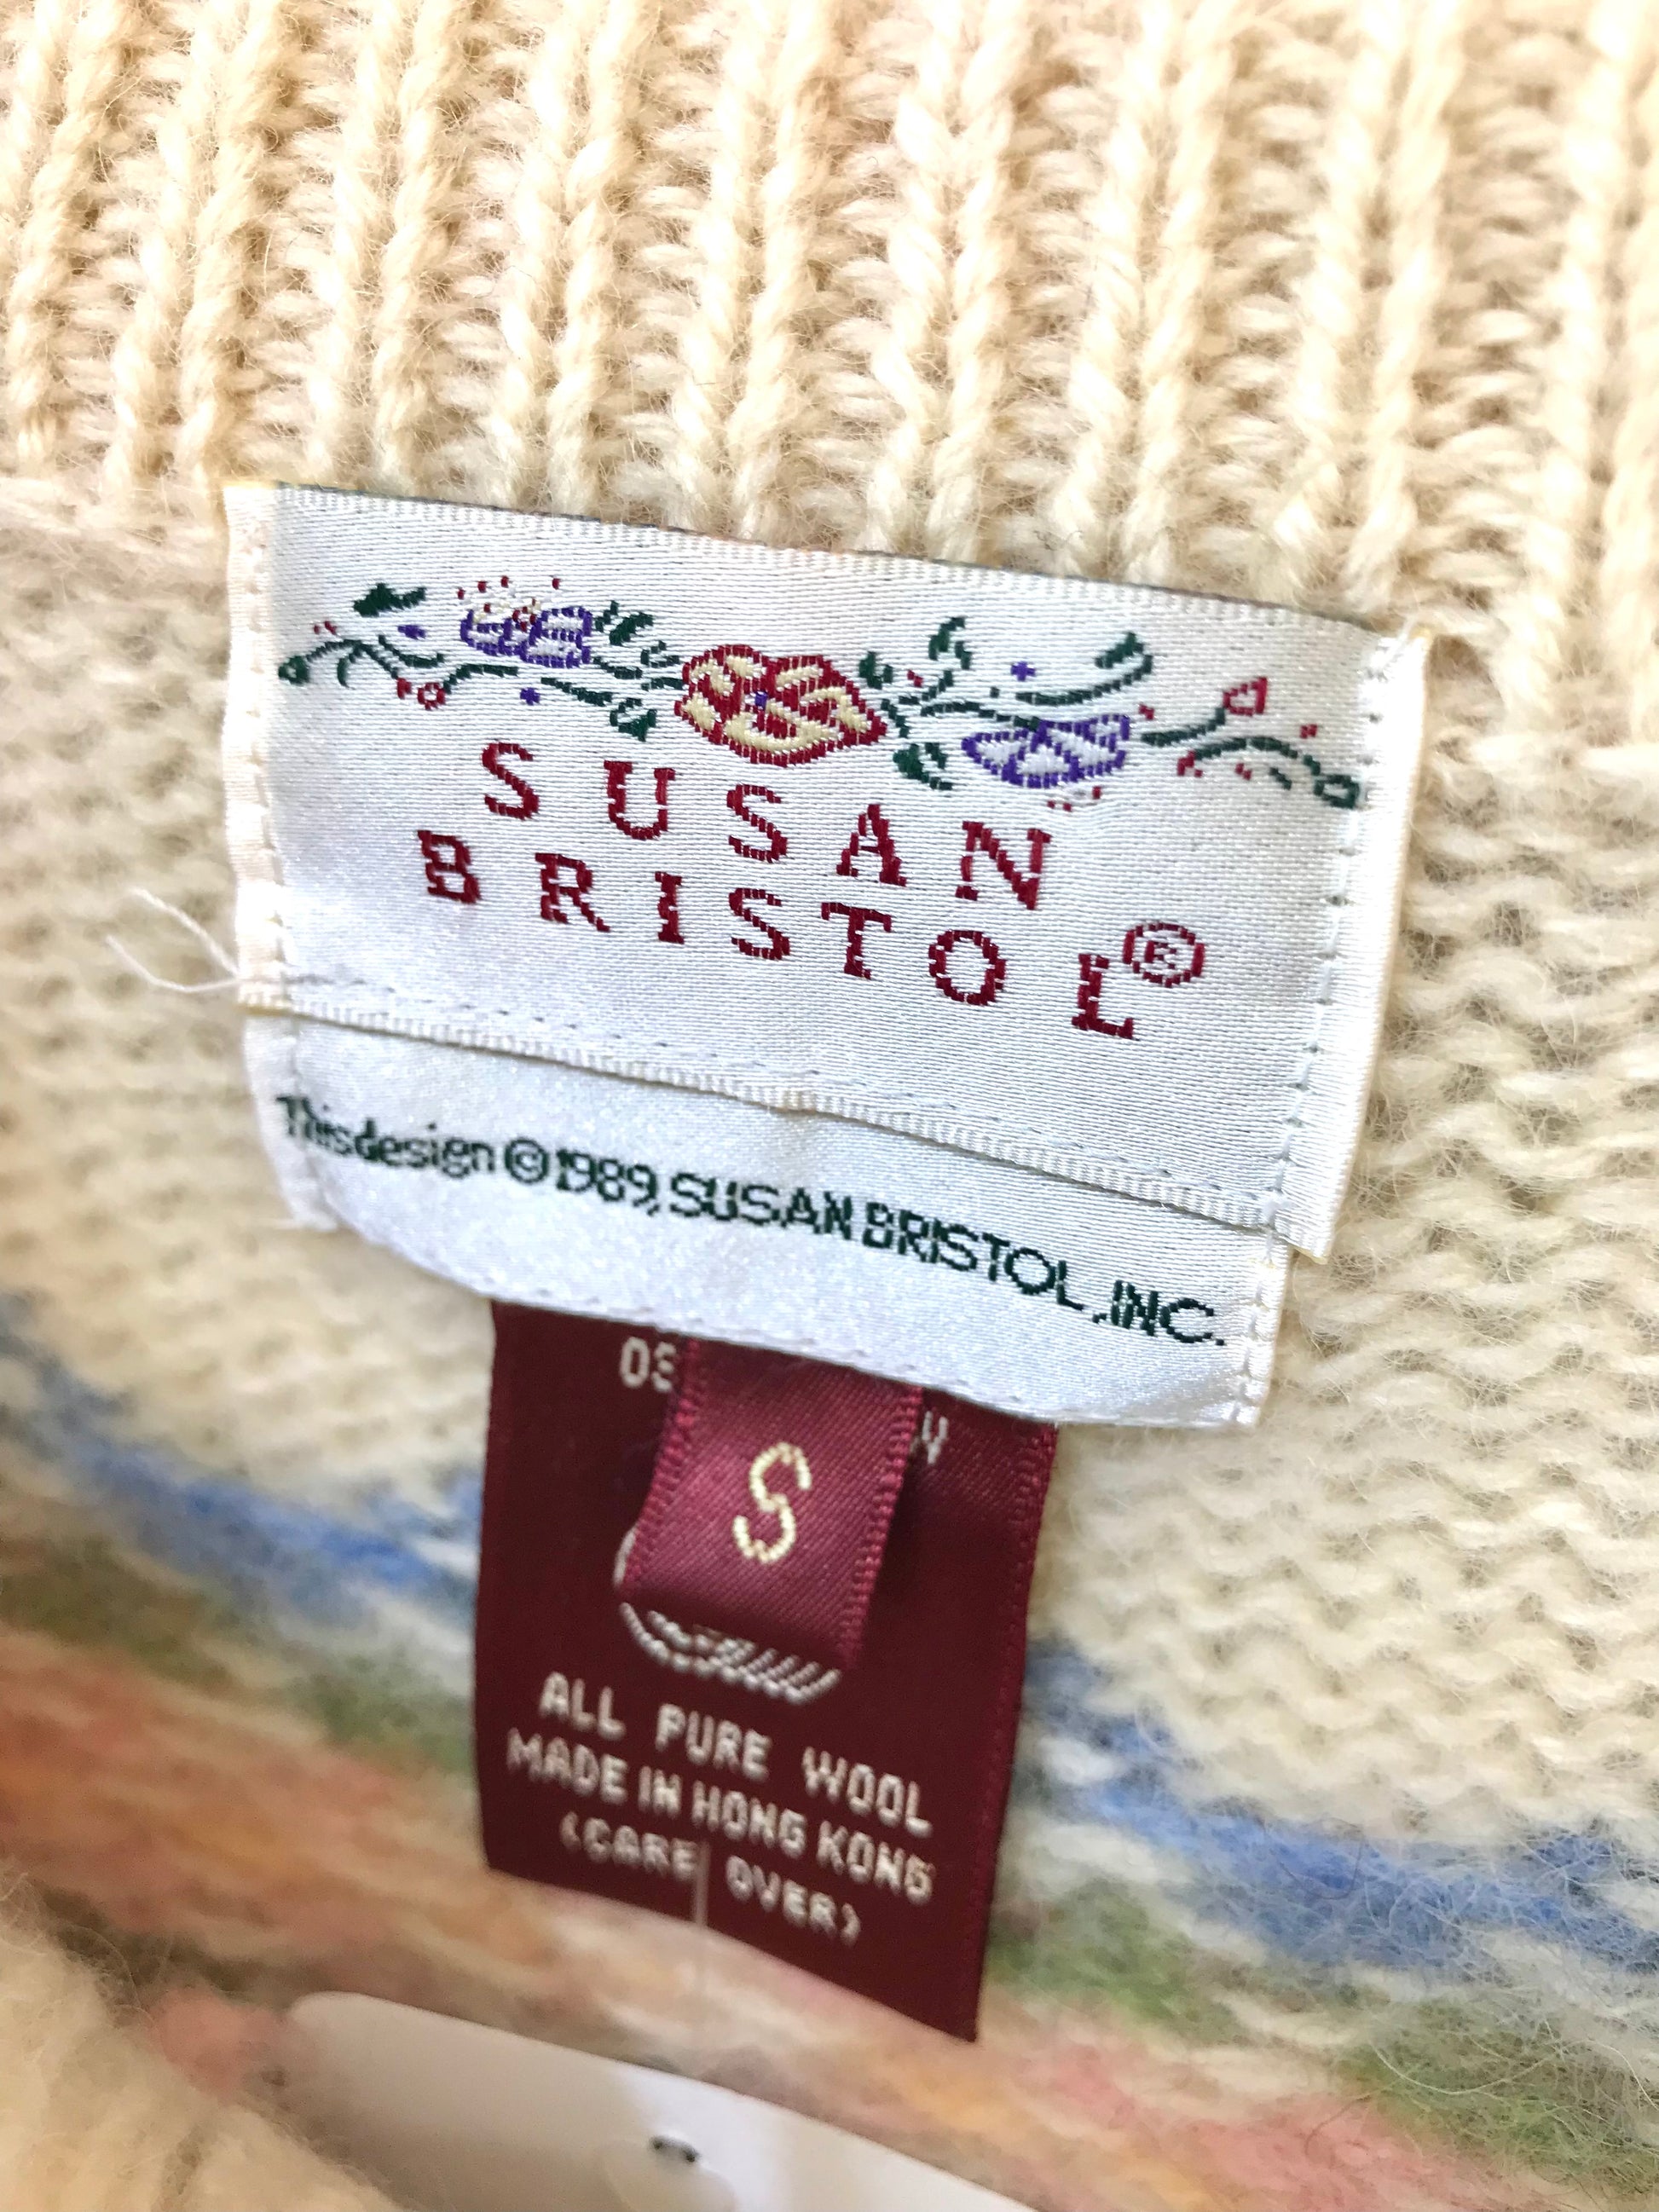 SUSAN
BRISTOL®
This design © 1989, SUSAN BRISTOL, INC.
S
ALL PURE WOOL
MADE IN HONG KONG
(CARE OVER)